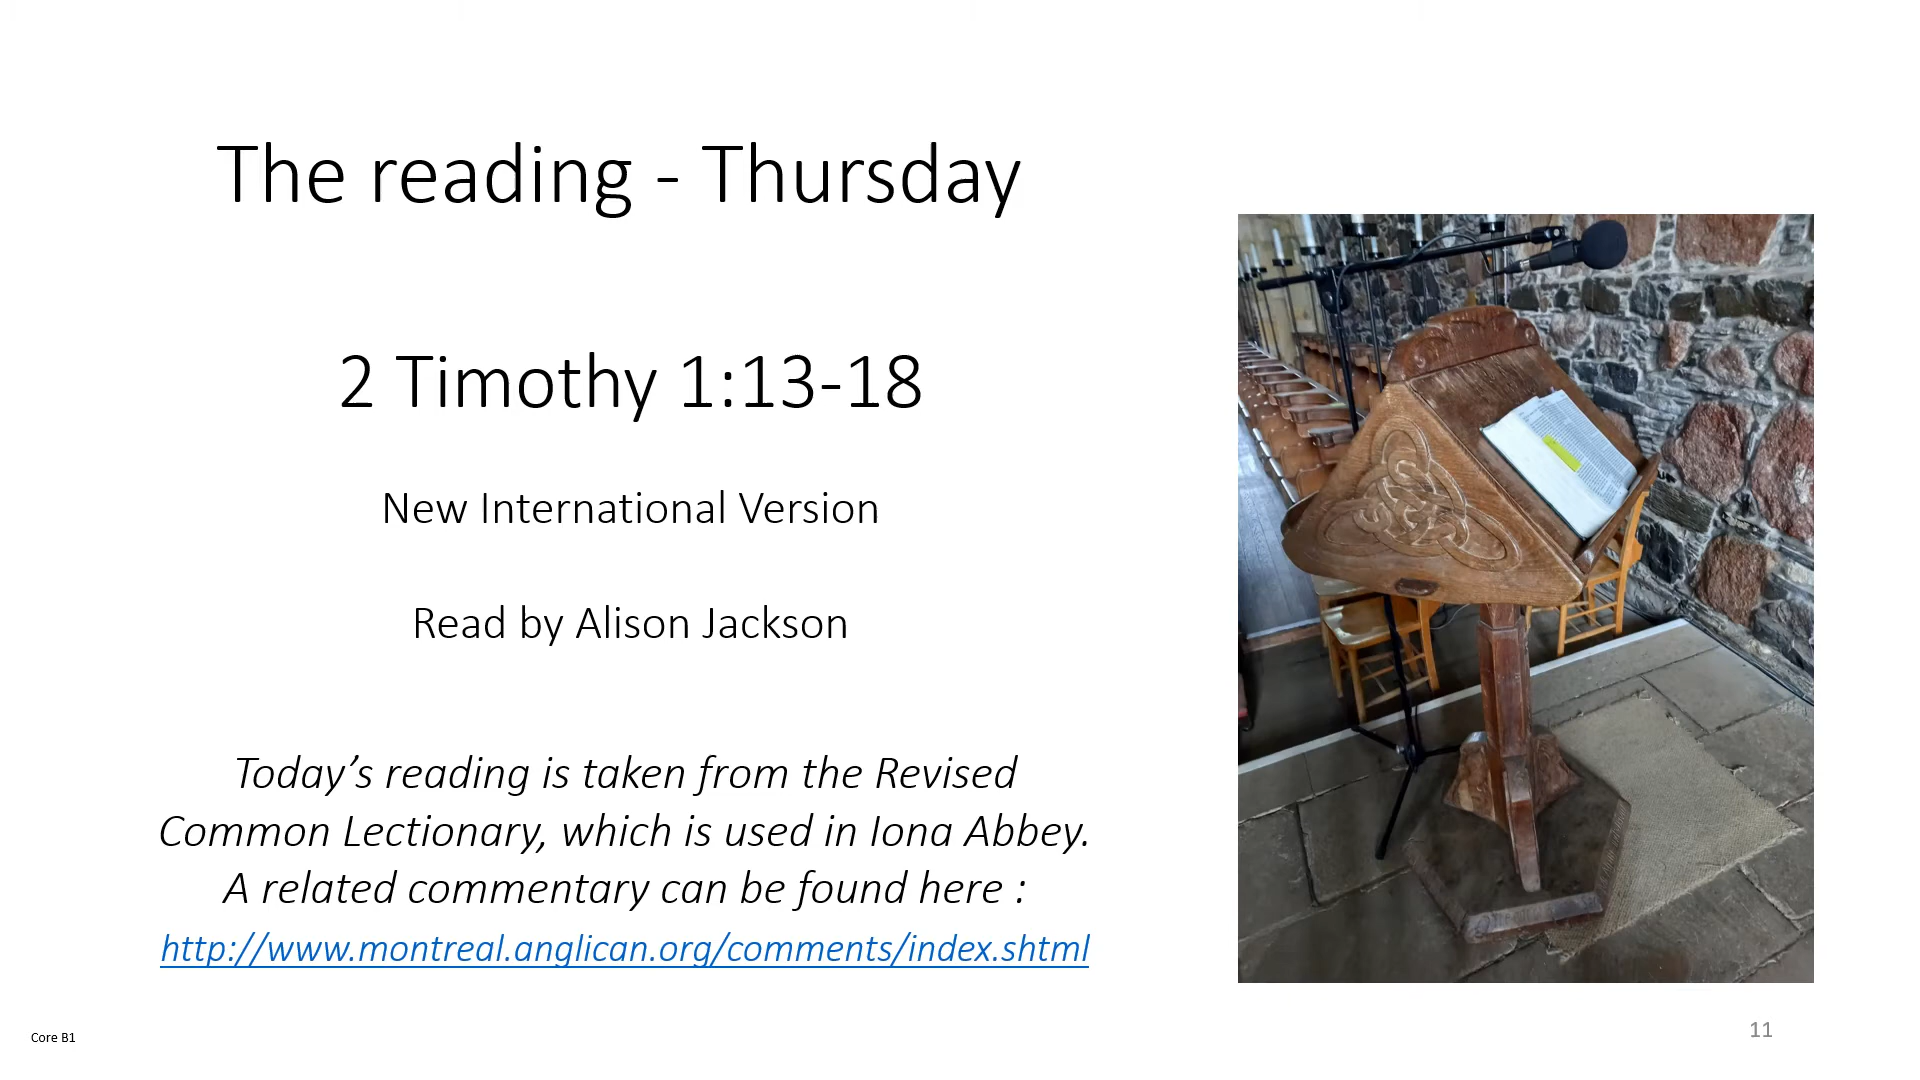 The reading - Thursday
2 Timothy 1:13-18
New International Version
Read by Alison Jackson
Today’s reading is taken from the Revised
Common Lectionary, which is used in Iona Abbey.
A related commentary can be found here :
http://www.montreal.anglican.org/comments/index.shtml
Core B1
11